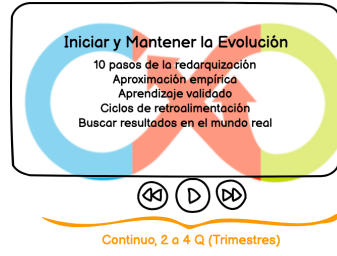 Iniciar y Mantener la Evolución
10 pasos de la redarquización
Aproximación empírica
Aprendizaje validado
Ciclos de retroalimentación
Buscar resultados en el mundo real
Continuo, 2 a 4 Q (Trimestres)